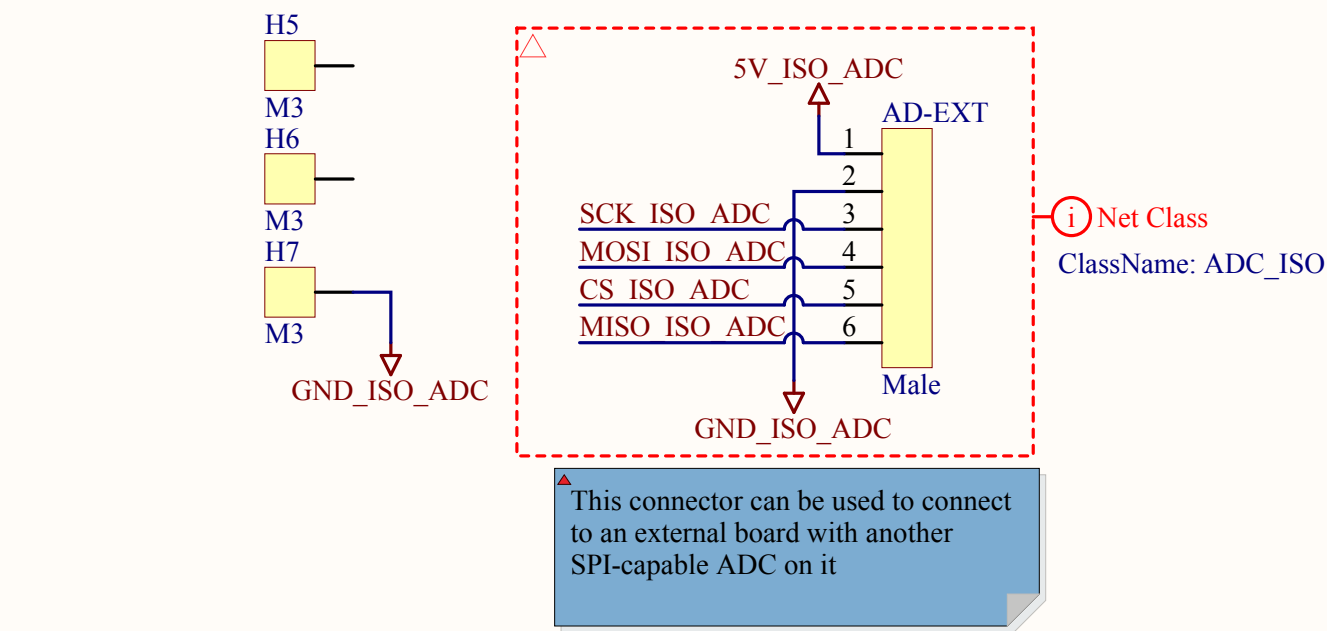 H5
M3
H6
M3
H7
M3
GND_ISO_ADC
5V_ISO_ADC
AD-EXT
1
2
SCK_ISO_ADC 3
MOSI_ISO_ADC 4
CS_ISO_ADC 5
MISO_ISO_ADC 6
Male
GND_ISO_ADC
i Net Class
ClassName: ADC_ISO
This connector can be used to connect
to an external board with another
SPI-capable ADC on it